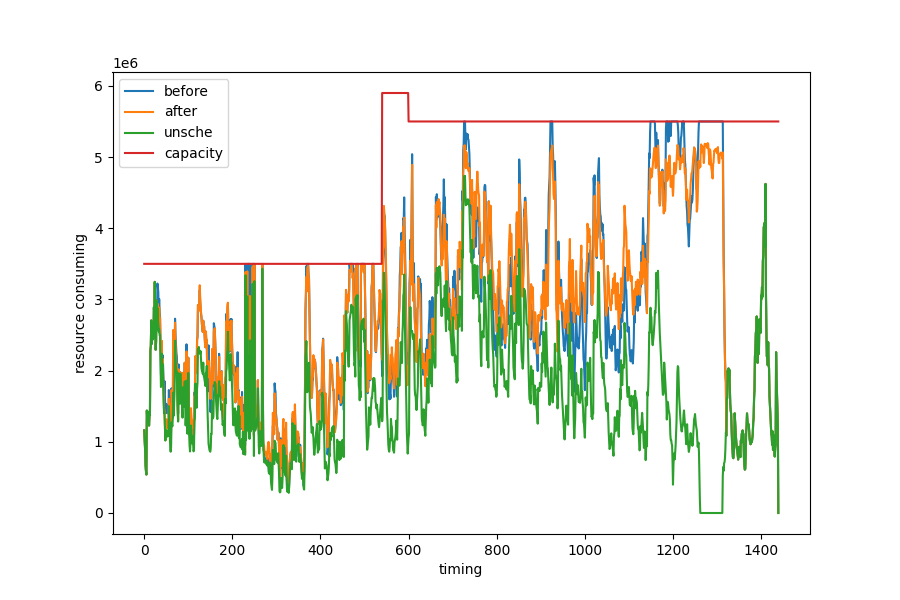 1e6
before
after
unsche
capacity
6
5
4
3
2
1
0
resource consuming
0 200 400 600 800 1000 1200 1400
timing